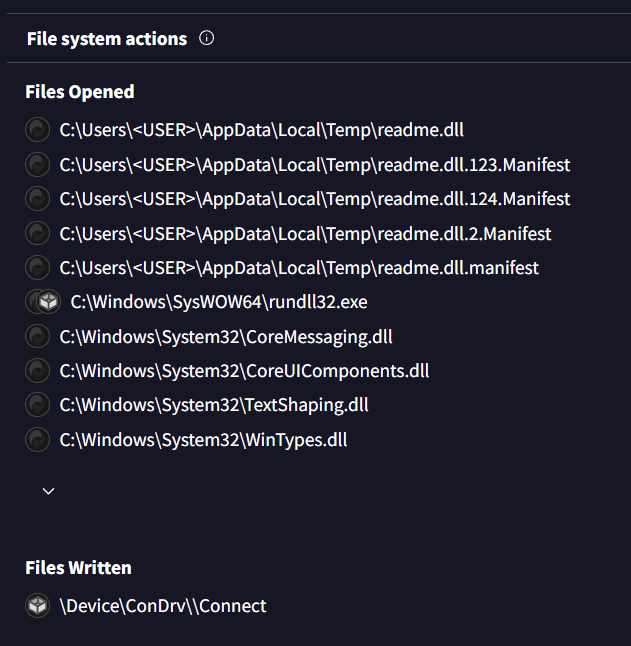 File system actions
Files Opened
C:\Users\<USER>\AppData\Local\Temp\readme.dll
C:\Users\<USER>\AppData\Local\Temp\readme.dll.123.Manifest
C:\Users\<USER>\AppData\Local\Temp\readme.dll.124.Manifest
C:\Users\<USER>\AppData\Local\Temp\readme.dll.2.Manifest
C:\Users\<USER>\AppData\Local\Temp\readme.dll.manifest
C:\Windows\SysWOW64\rundll32.exe
C:\Windows\System32\CoreMessaging.dll
C:\Windows\System32\CoreUIComponents.dll
C:\Windows\System32\TextShaping.dll
C:\Windows\System32\WinTypes.dll
Files Written
\Device\ConDrv\\Connect